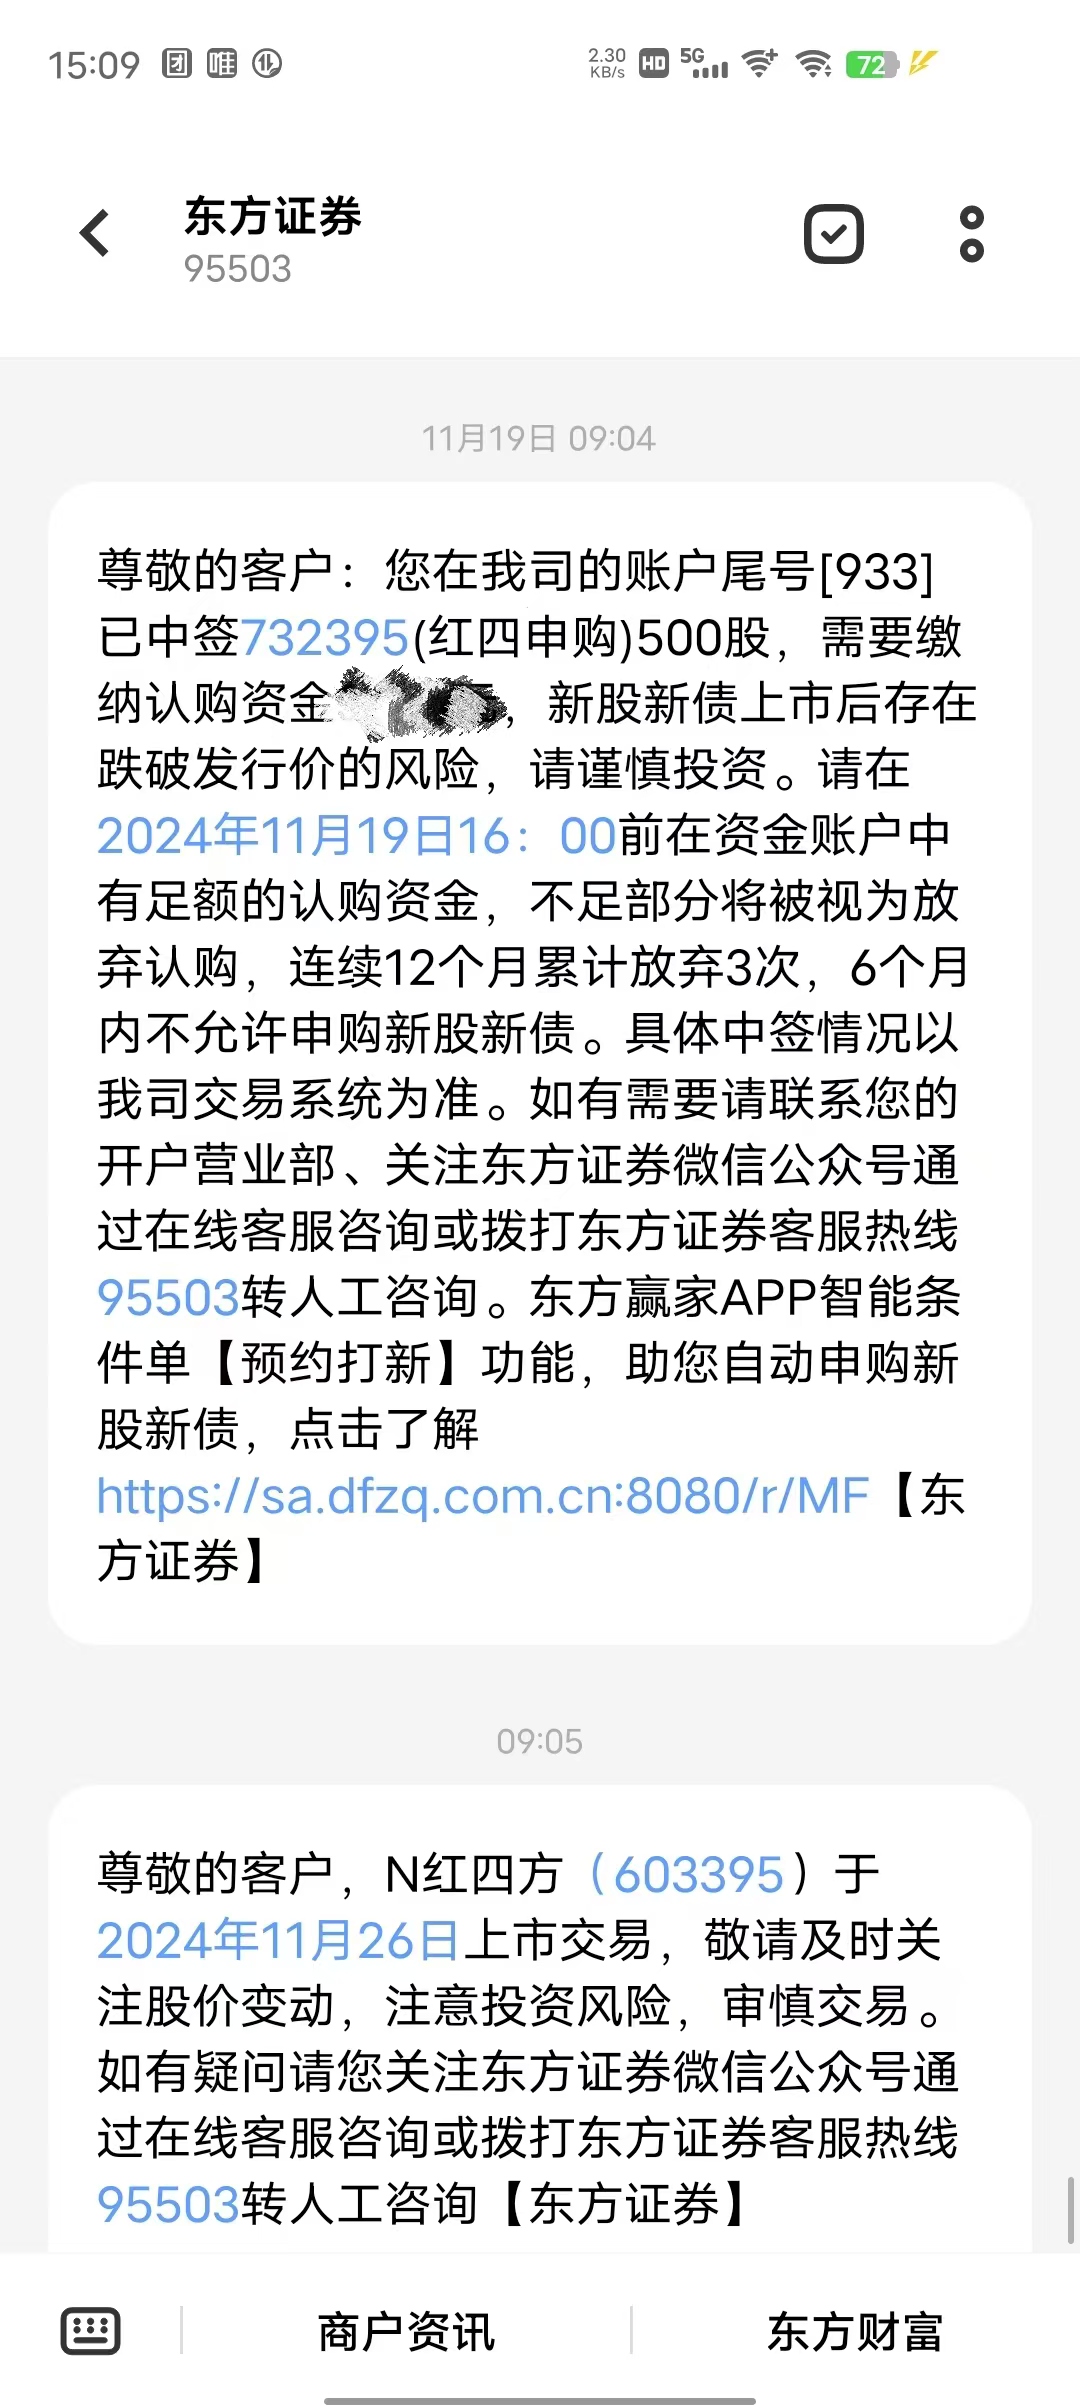 15:09 团 唯 2.30 KB/s HD 5G 72
东方证券
95503
11月19日 09:04
尊敬的客户：您在我司的账户尾号[933]
已中签732395(红四申购)500股，需要缴
纳认购资金，新股新债上市后存在
跌破发行价的风险，请谨慎投资。请在
2024年11月19日16：00前在资金账户中
有足额的认购资金，不足部分将被视为放
弃认购，连续12个月累计放弃3次，6个月
内不允许申购新股新债。具体中签情况以
我司交易系统为准。如有需要请联系您的
开户营业部、关注东方证券微信公众号通
过在线客服咨询或拨打东方证券客服热线
95503转人工咨询。东方赢家APP智能条
件单【预约打新】功能，助您自动申购新
股新债，点击了解
https://sa.dfzq.com.cn:8080/r/MF【东
方证券】
09:05
尊敬的客户，N红四方（603395）于
2024年11月26日上市交易，敬请及时关
注股价变动，注意投资风险，审慎交易。
如有疑问请您关注东方证券微信公众号通
过在线客服咨询或拨打东方证券客服热线
95503转人工咨询【东方证券】
商户资讯 东方财富